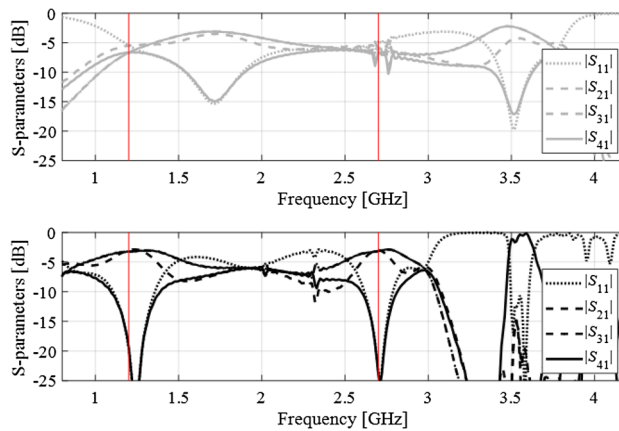 0
-5
-10
-15
-20
-25
S-parameters [dB]
1 1.5 2 2.5 3 3.5 4
Frequency [GHz]
|S11|
|S21|
|S31|
|S41|
0
-5
-10
-15
-20
-25
S-parameters [dB]
1 1.5 2 2.5 3 3.5 4
Frequency [GHz]
|S11|
|S21|
|S31|
|S41|